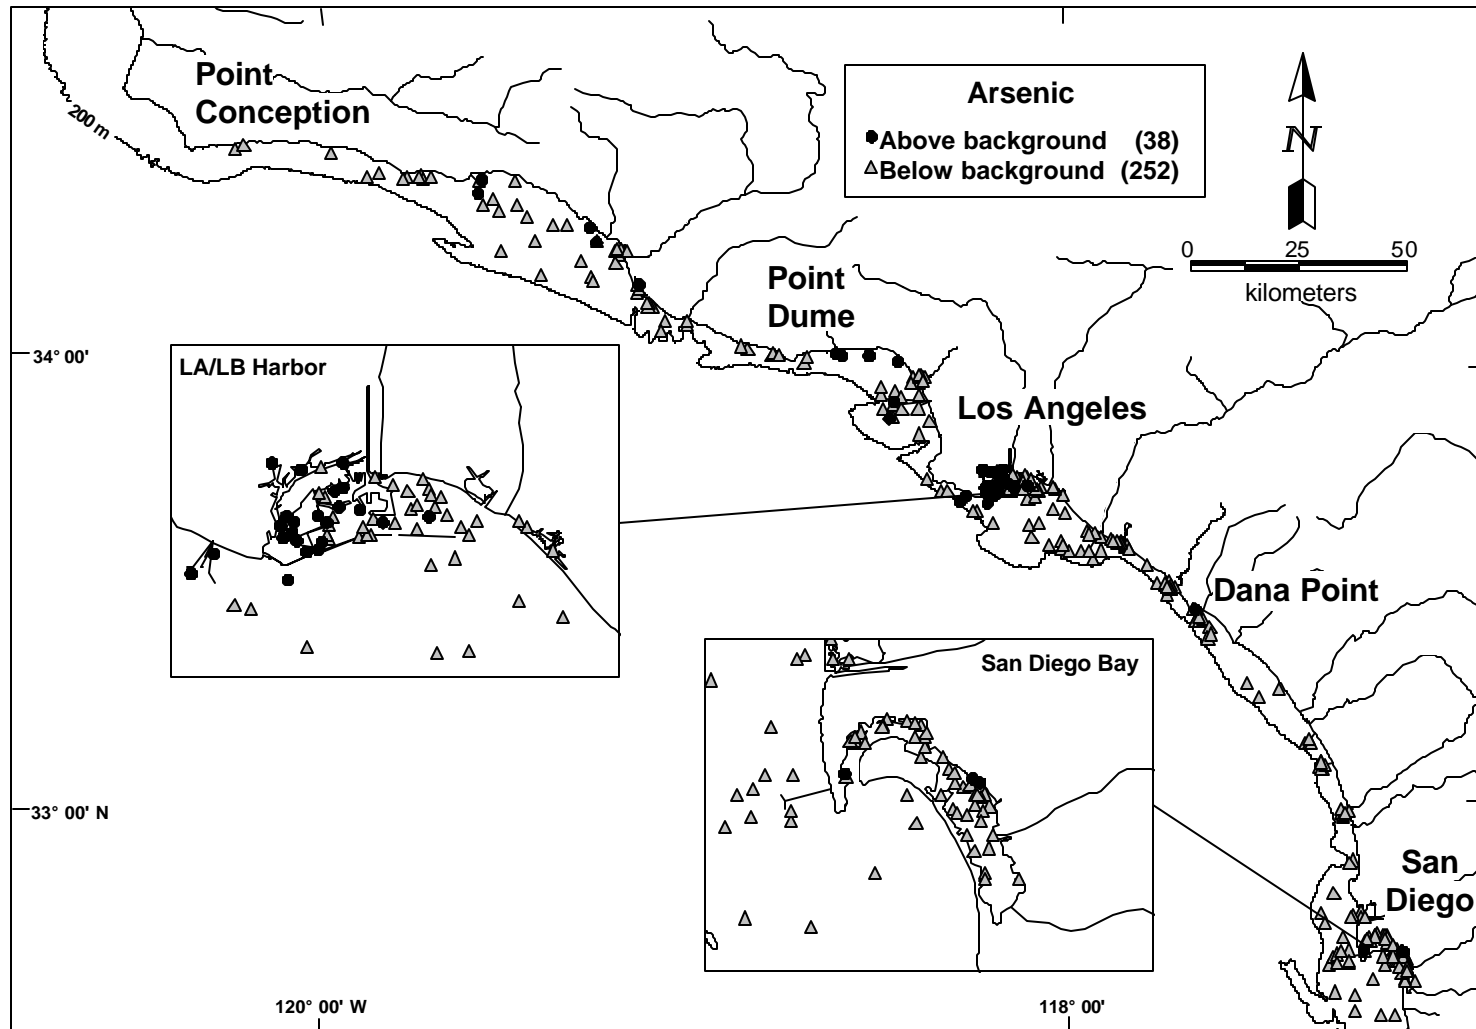 Point
Conception
200 m
Arsenic
Above background (38)
Below background (252)
N
0 25 50
kilometers
Point
Dume
34° 00'
LA/LB Harbor
Los Angeles
Dana Point
San Diego Bay
33° 00' N
San
Diego
120° 00' W
118° 00'